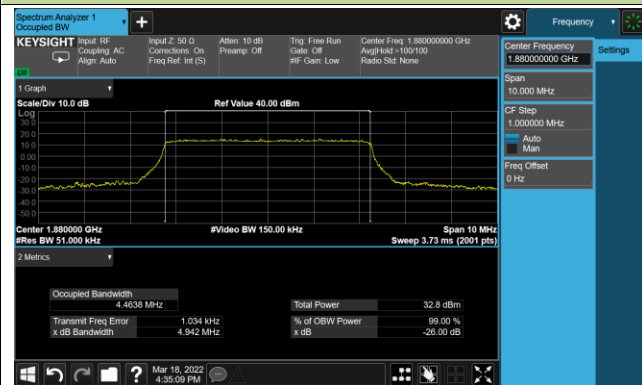 Spectrum Analyzer 1
Occupied BW
Frequency
KEYSIGHT
Input: RF
Coupling: AC
Align: Auto
Input Z: 50 Ω
Corrections: On
Freq Ref: Int (S)
Atten: 10 dB
Preamp: Off
Trig: Free Run
Gate: Off
#IF Gain: Low
Center Freq: 1.880000000 GHz
Avg|Hold:>100/100
Radio Std: None
Center Frequency
1.880000000 GHz
Settings
Span
10.000 MHz
CF Step
1.000000 MHz
Auto
Man
Freq Offset
0 Hz
1 Graph
Scale/Div 10.0 dB
Ref Value 40.00 dBm
Log
30.0
20.0
10.0
0.00
-10.0
-20.0
-30.0
-40.0
-50.0
Center 1.880000 GHz
#Video BW 150.00 kHz
Span 10 MHz
#Res BW 51.000 kHz
Sweep 3.73 ms (2001 pts)
2 Metrics
Occupied Bandwidth
4.4638 MHz
Total Power 32.8 dBm
Transmit Freq Error 1.034 kHz
% of OBW Power 99.00 %
x dB Bandwidth 4.942 MHz
x dB -26.00 dB
Mar 18, 2022
4:35:09 PM